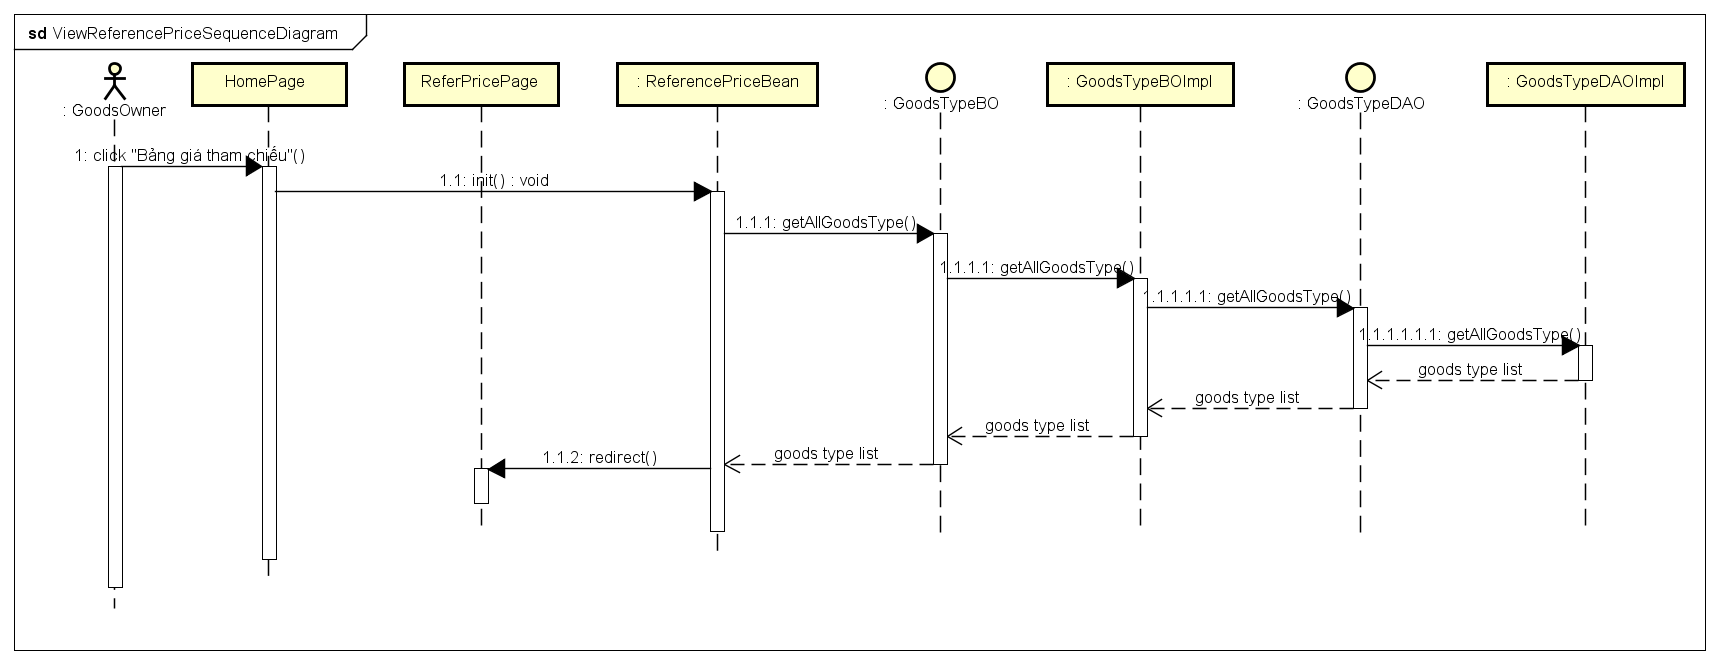 sd ViewReferencePriceSequenceDiagram
HomePage
ReferPricePage
: ReferencePriceBean
: GoodsTypeBOImpl
: GoodsTypeDAOImpl
: GoodsOwner
: GoodsTypeBO
: GoodsTypeDAO
1: click "Bảng giá tham chiếu"()
1.1: init() : void
1.1.1: getAllGoodsType()
1.1.1.1: getAllGoodsType()
1.1.1.1.1: getAllGoodsType()
1.1.1.1.1.1: getAllGoodsType()
goods type list
goods type list
goods type list
goods type list
1.1.2: redirect()